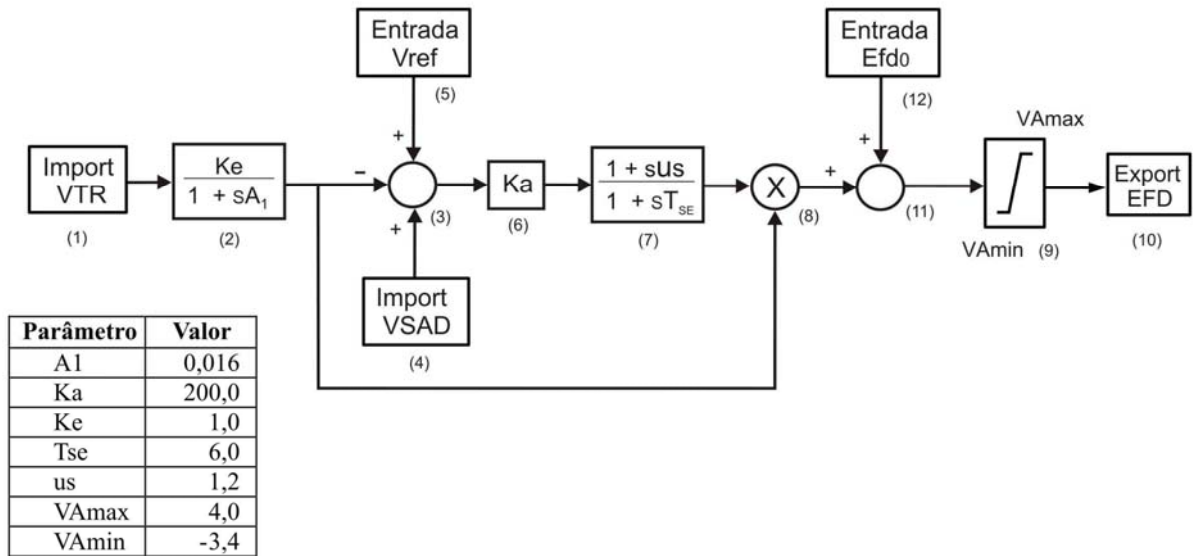 Entrada
Vref
(5)
Entrada
Efd0
(12)
+
+
VAmax
Import
VTR
(1)
Ke
1 + sA1
(2)
−
(3)
+
Ka
(6)
1 + sus
1 + sTSE
(7)
X
(8)
+
(11)
VAmin
(9)
Export
EFD
(10)
Import
VSAD
(4)
Parâmetro Valor
A1 0,016
Ka 200,0
Ke 1,0
Tse 6,0
us 1,2
VAmax 4,0
VAmin -3,4